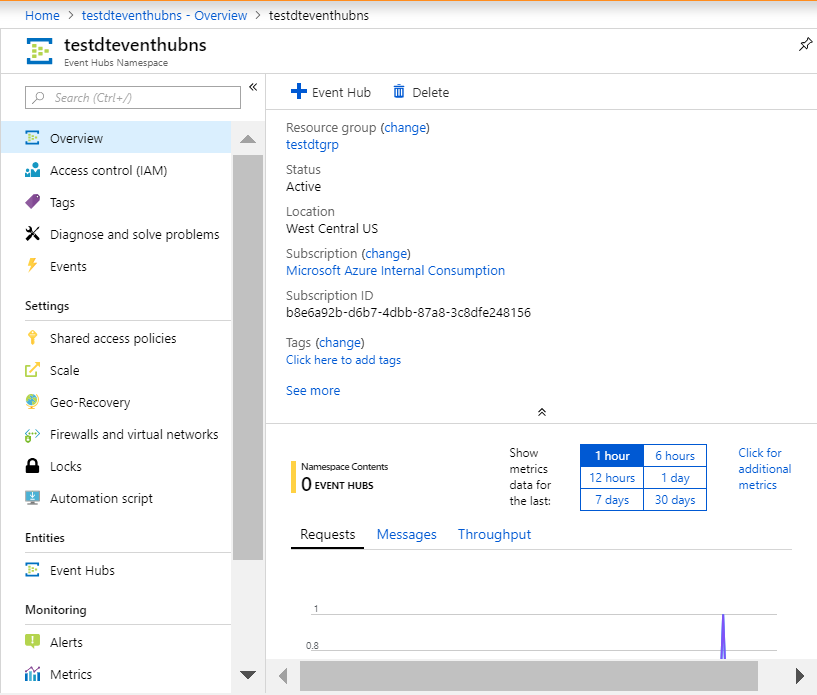 Home > testdteventhubns - Overview > testdteventhubns
testdteventhubns
Event Hubs Namespace
Search (Ctrl+/)
«
Overview
Access control (IAM)
Tags
Diagnose and solve problems
Events
Settings
Shared access policies
Scale
Geo-Recovery
Firewalls and virtual networks
Locks
Automation script
Entities
Event Hubs
Monitoring
Alerts
Metrics
Event Hub
Delete
Resource group (change)
testdtgrp
Status
Active
Location
West Central US
Subscription (change)
Microsoft Azure Internal Consumption
Subscription ID
b8e6a92b-d6b7-4dbb-87a8-3c8dfe248156
Tags (change)
Click here to add tags
See more
Namespace Contents
0 EVENT HUBS
Show
metrics
data for
the last:
1 hour 6 hours
12 hours 1 day
7 days 30 days
Click for
additional
metrics
Requests Messages Throughput
1
0.8